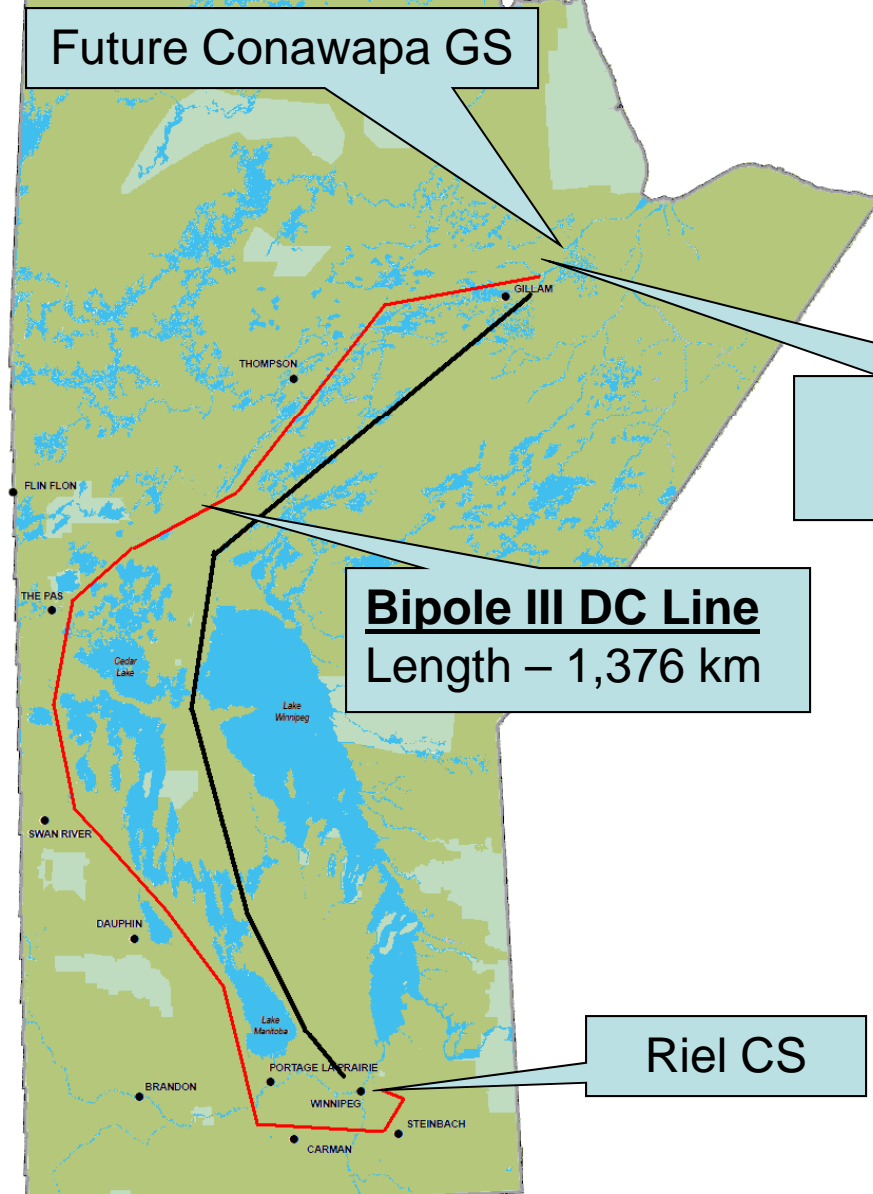 Future Conawapa GS
GILLAM
THOMPSON
FLIN FLON
Bipole III DC Line
Length – 1,376 km
THE PAS
Cedar
Lake
Lake
Winnipeg
SWAN RIVER
DAUPHIN
Lake
Manitoba
Riel CS
PORTAGE LA PRAIRIE
BRANDON
WINNIPEG
STEINBACH
CARMAN